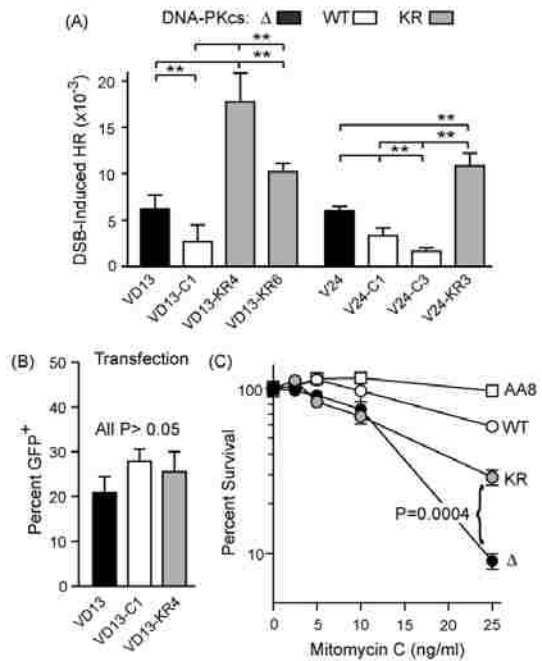 (A)
DNA-PKcs: Δ WT KR
DSB-Induced HR (x10-3)
20
15
10
5
0
**
**
**
**
**
**
VD13
VD13-C1
VD13-KR4
VD13-KR6
V24
V24-C1
V24-C3
V24-KR3
(B)
Transfection
All P> 0.05
Percent GFP+
50
40
30
20
10
0
VD13
VD13-C1
VD13-KR4
(C)
Percent Survival
100
10
AA8
WT
KR
P=0.0004
Δ
0 5 10 15 20 25
Mitomycin C (ng/ml)